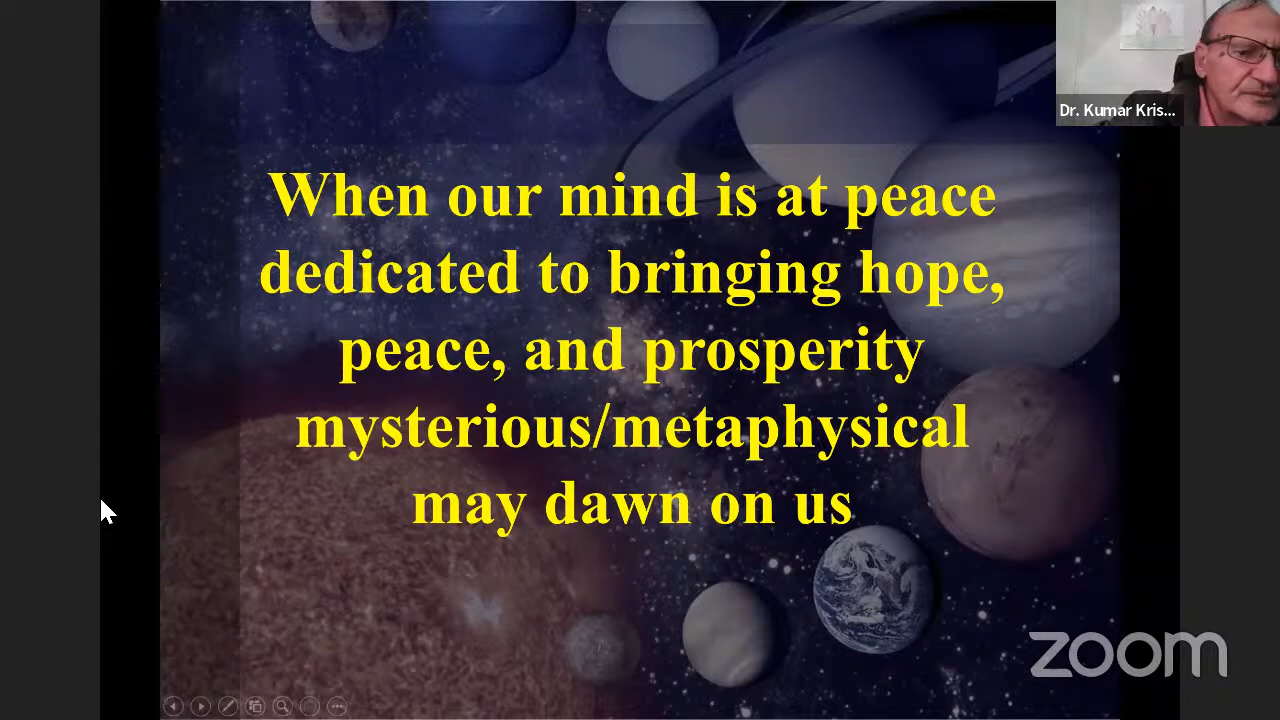 Dr. Kumar Kris...
When our mind is at peace
dedicated to bringing hope,
peace, and prosperity
mysterious/metaphysical
may dawn on us
zoom